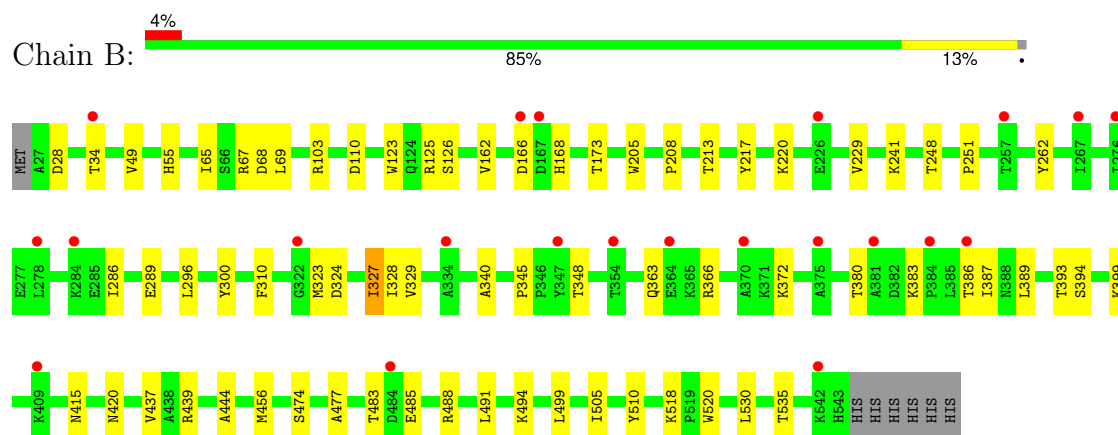 4%
Chain B:
85% 13% •
MET A27 D28 T34 V49 H55 I65 S66 R67 D68 L69 R103 D110 W123 Q124 R125 S126 V162 D166 D167 H168 T173 W205 P208 T213 Y217 K220 E226 V229 K241 T248 P251 T257 Y262 I267
E277 L278 K284 E285 I286 E289 L296 Y300 F310 G322 M323 D324 I327 I328 V329 A334 A340 P345 P346 Y347 T348 T354 Q363 E364 K365 R366 A370 K371 K372 A375 T380 A381 D382 K383 P384 L385 T386 I387 N388 L389 T393 S394 K399
K409 N415 N420 V437 A438 R439 A444 M456 S474 A477 T483 D484 E485 R488 L491 K494 L499 I505 Y510 K518 P519 W520 L530 T535 K542 H543 HIS HIS HIS HIS HIS HIS